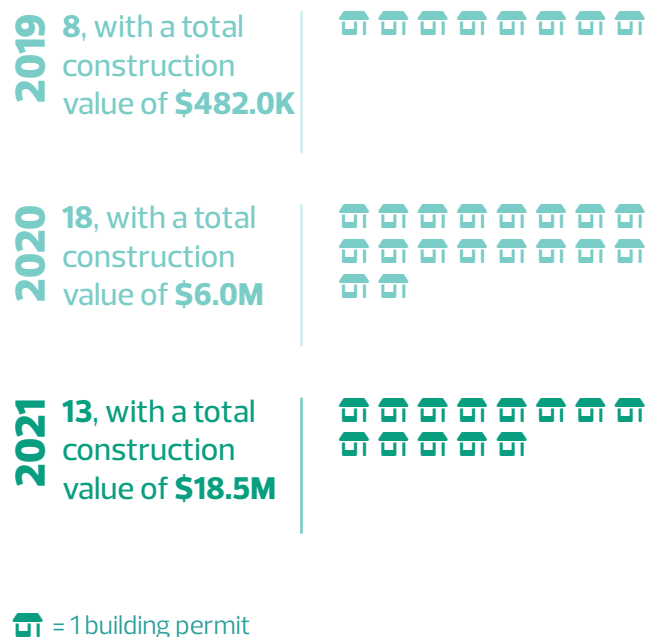 2019
8, with a total
construction
value of $482.0K
2020
18, with a total
construction
value of $6.0M
2021
13, with a total
construction
value of $18.5M
= 1 building permit